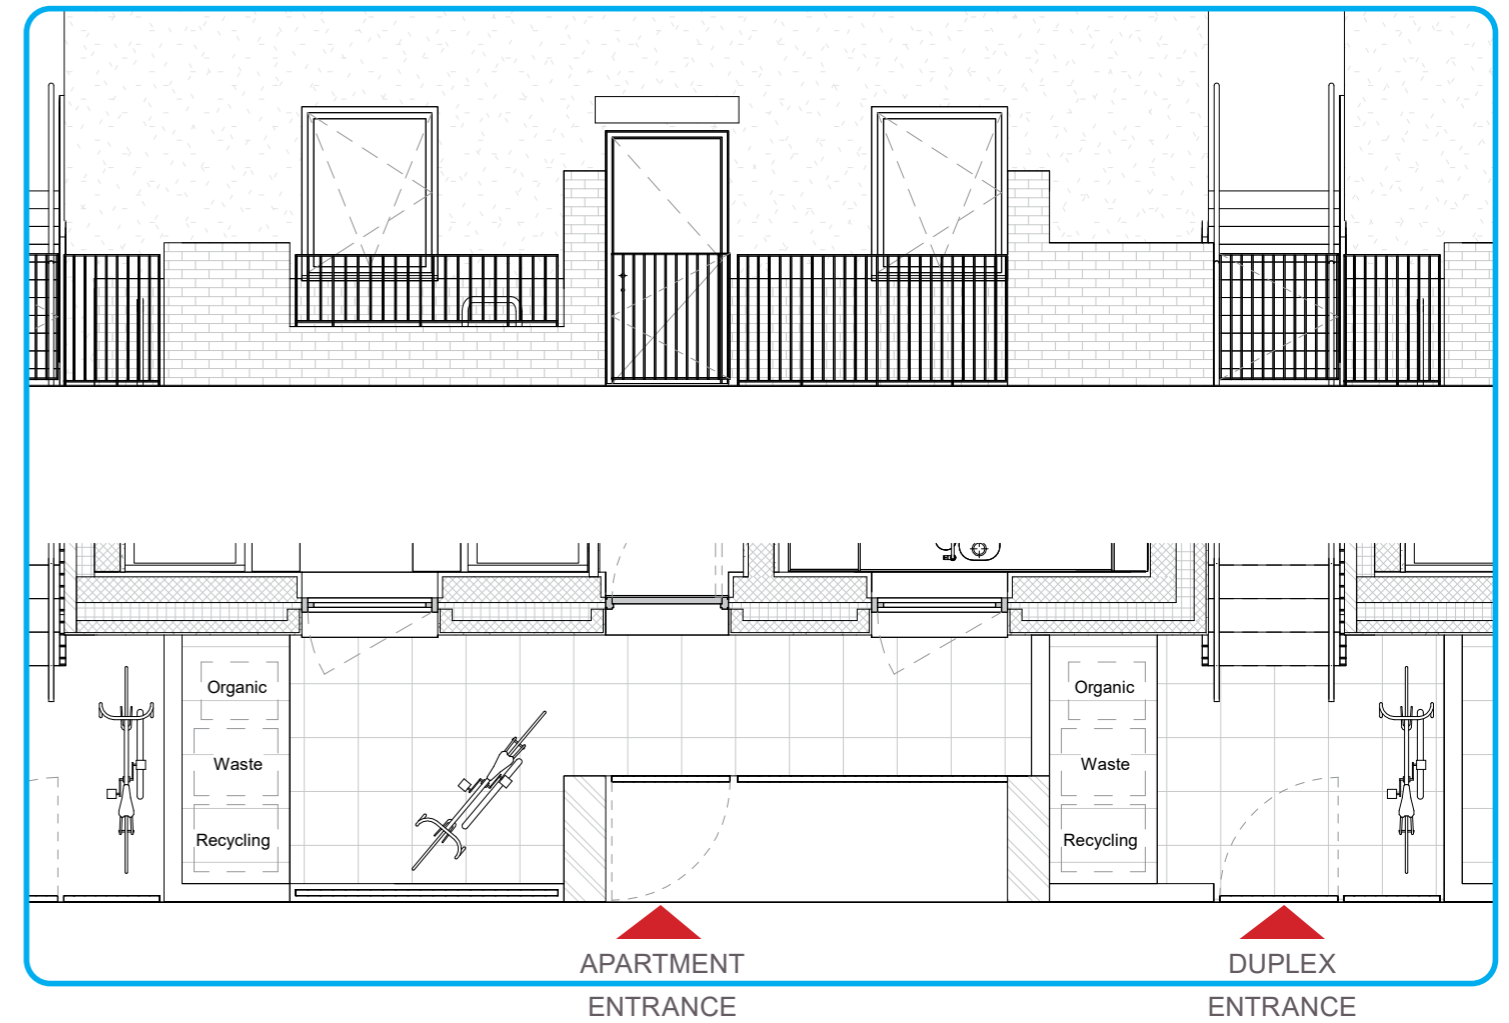 Organic
Waste
Recycling
Organic
Waste
Recycling
APARTMENT
ENTRANCE
DUPLEX
ENTRANCE